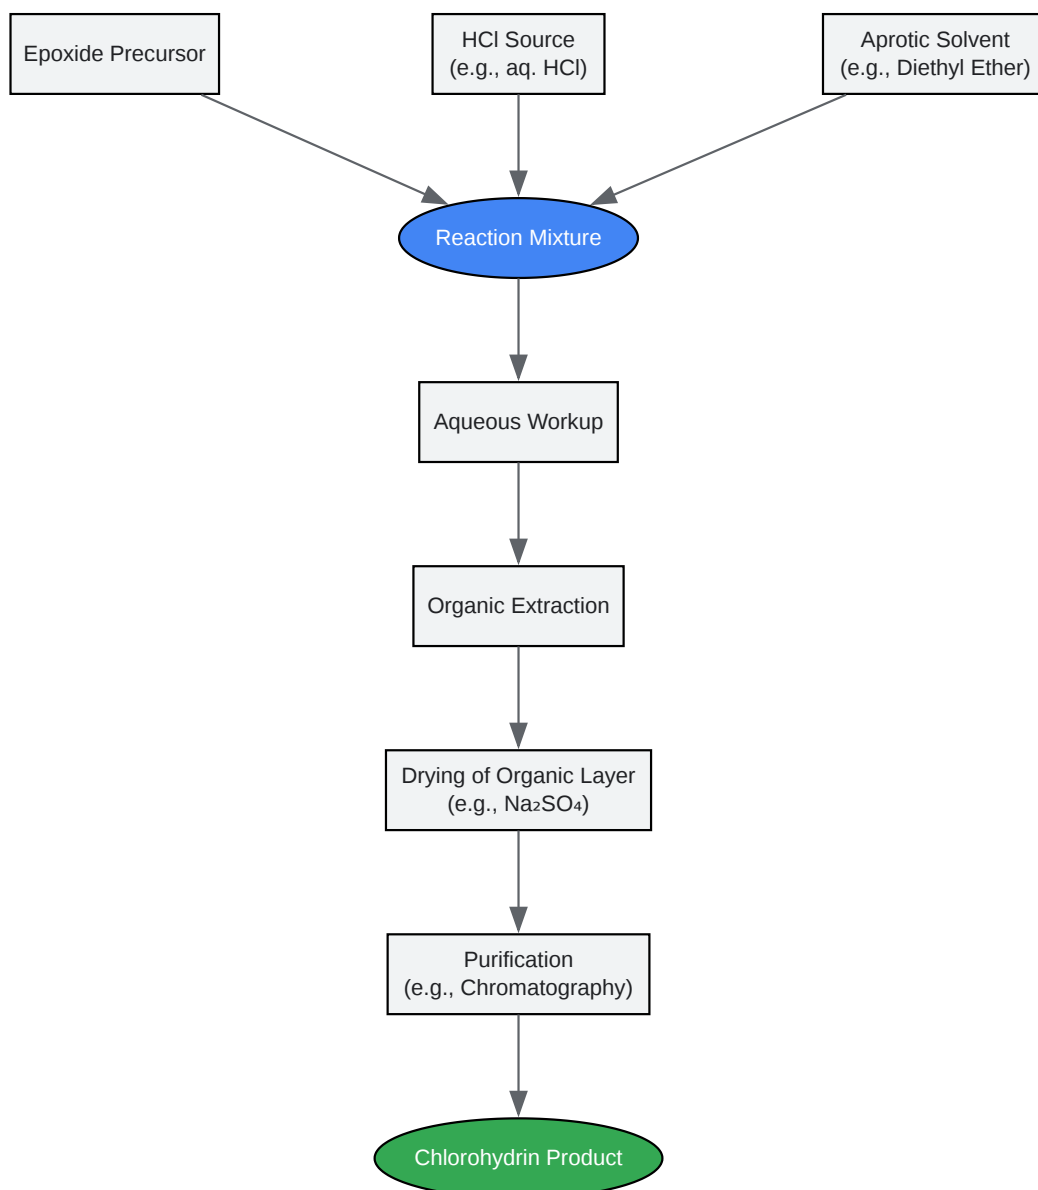 Epoxide Precursor
HCl Source
(e.g., aq. HCl)
Aprotic Solvent
(e.g., Diethyl Ether)
Reaction Mixture
Aqueous Workup
Organic Extraction
Drying of Organic Layer
(e.g., Na₂SO₄)
Purification
(e.g., Chromatography)
Chlorohydrin Product